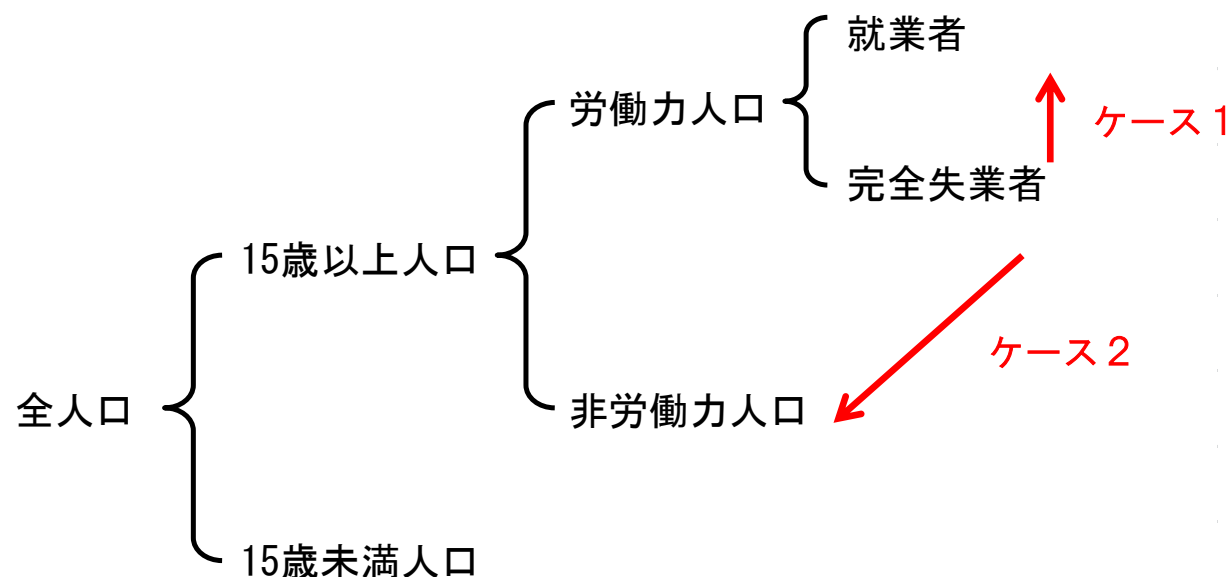 就業者
労働力人口
ケース１
完全失業者
15歳以上人口
ケース２
全人口
非労働力人口
15歳未満人口